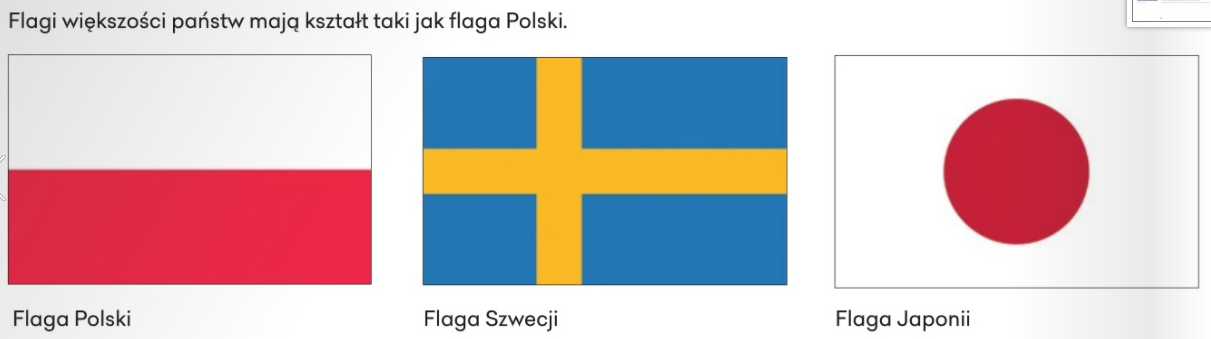 Flagi większości państw mają kształt taki jak flaga Polski.
Flaga Polski
Flaga Szwecji
Flaga Japonii